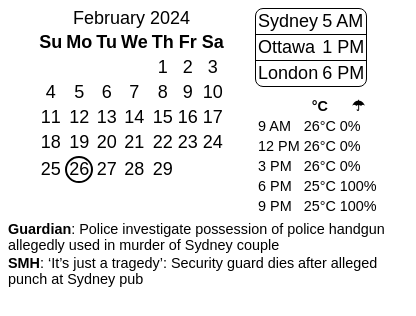 February 2024
Su Mo Tu We Th Fr Sa
1 2 3
4 5 6 7 8 9 10
11 12 13 14 15 16 17
18 19 20 21 22 23 24
25 26 27 28 29
Sydney 5 AM
Ottawa 1 PM
London 6 PM
°C ☂
9 AM 26°C 0%
12 PM 26°C 0%
3 PM 26°C 0%
6 PM 25°C 100%
9 PM 25°C 100%
Guardian: Police investigate possession of police handgun
allegedly used in murder of Sydney couple
SMH: ‘It’s just a tragedy’: Security guard dies after alleged
punch at Sydney pub